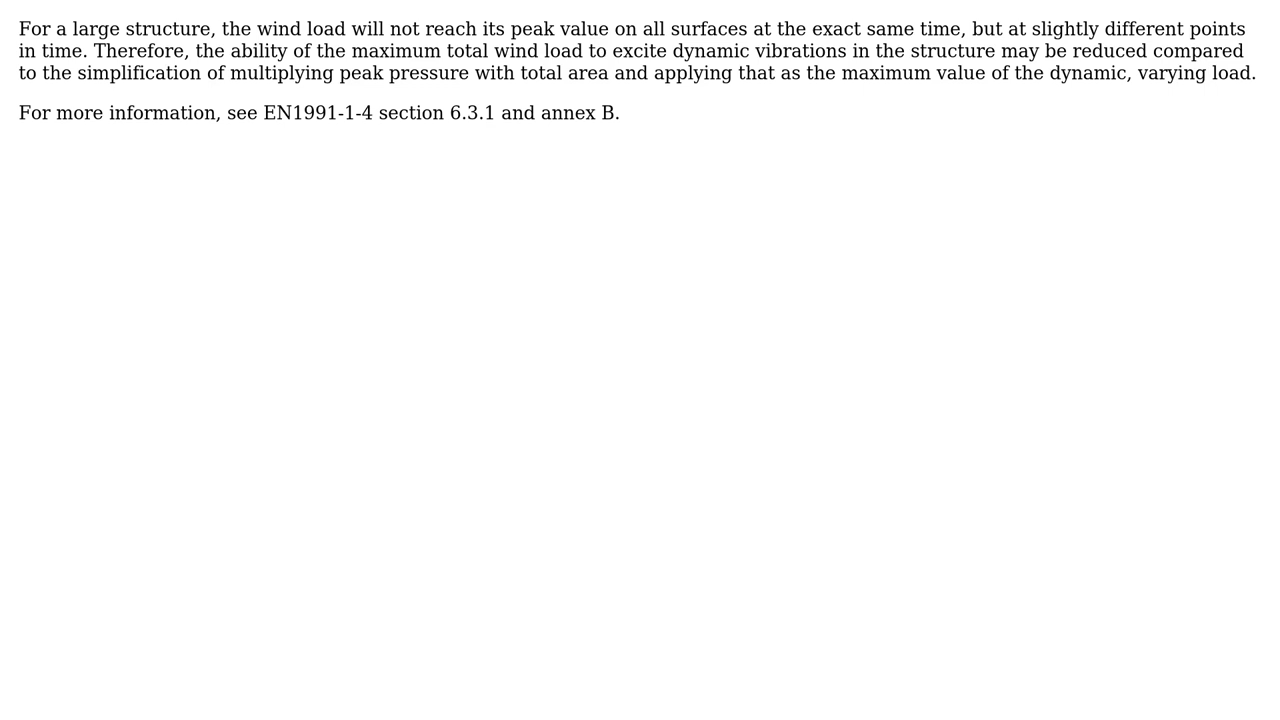 For a large structure, the wind load will not reach its peak value on all surfaces at the exact same time, but at slightly different points
in time. Therefore, the ability of the maximum total wind load to excite dynamic vibrations in the structure may be reduced compared
to the simplification of multiplying peak pressure with total area and applying that as the maximum value of the dynamic, varying load.
For more information, see EN1991-1-4 section 6.3.1 and annex B.